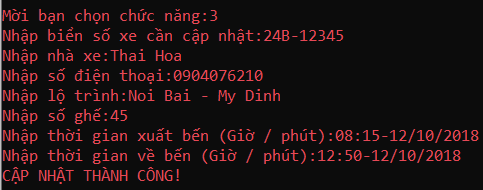 Mời bạn chọn chức năng:3
Nhập biển số xe cần cập nhật:24B-12345
Nhập nhà xe:Thai Hoa
Nhập số điện thoại:0904076210
Nhập lộ trình:Noi Bai - My Dinh
Nhập số ghế:45
Nhập thời gian xuất bến (Giờ / phút):08:15-12/10/2018
Nhập thời gian về bến (Giờ / phút):12:50-12/10/2018
CẬP NHẬT THÀNH CÔNG!